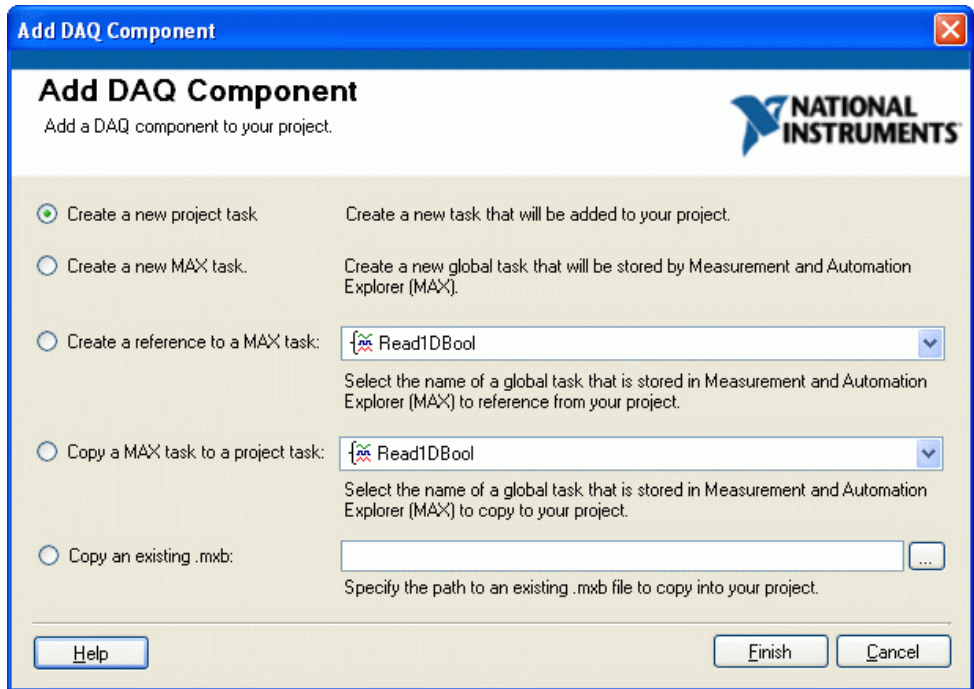 Add DAQ Component
Add DAQ Component
Add a DAQ component to your project.
NATIONAL
INSTRUMENTS™
Create a new project task
Create a new task that will be added to your project.
Create a new MAX task.
Create a new global task that will be stored by Measurement and Automation
Explorer (MAX).
Create a reference to a MAX task:
Read1DBool
Select the name of a global task that is stored in Measurement and Automation
Explorer (MAX) to reference from your project.
Copy a MAX task to a project task:
Read1DBool
Select the name of a global task that is stored in Measurement and Automation
Explorer (MAX) to copy to your project.
Copy an existing .mxb:
...
Specify the path to an existing .mxb file to copy into your project.
Help
Finish
Cancel